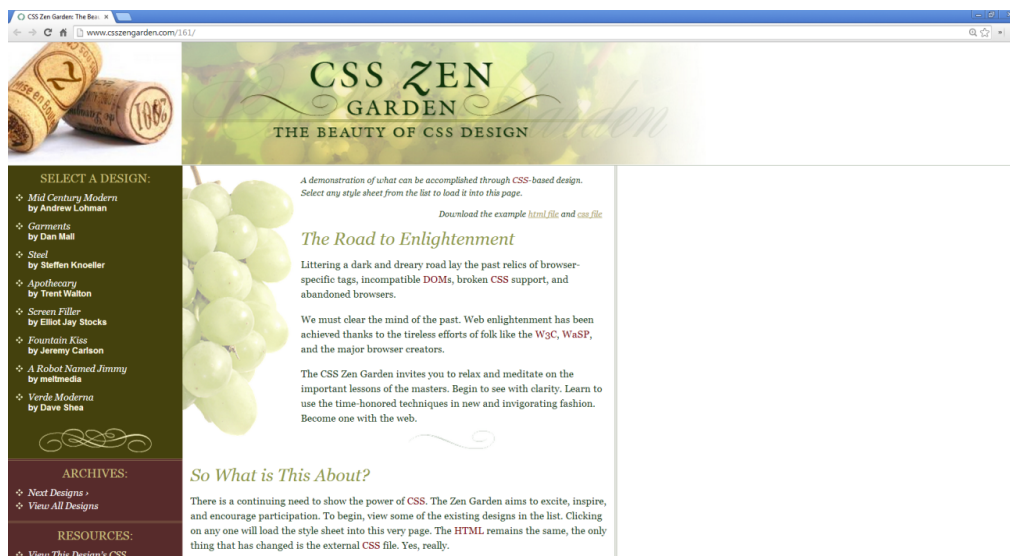 CSS Zen Garden: The Bea
www.csszengarden.com/161/
CSS ZEN
GARDEN
THE BEAUTY OF CSS DESIGN
Garden
SELECT A DESIGN:
Mid Century Modern
by Andrew Lohman
Garments
by Dan Mall
Steel
by Steffen Knoeller
Apothecary
by Trent Walton
Screen Filler
by Elliot Jay Stocks
Fountain Kiss
by Jeremy Carlson
A Robot Named Jimmy
by meltmedia
Verde Moderna
by Dave Shea
ARCHIVES:
Next Designs ›
View All Designs
RESOURCES:
View This Design's CSS
A demonstration of what can be accomplished through CSS-based design.
Select any style sheet from the list to load it into this page.
Download the example html file and css file
The Road to Enlightenment
Littering a dark and dreary road lay the past relics of browser-
specific tags, incompatible DOMs, broken CSS support, and
abandoned browsers.
We must clear the mind of the past. Web enlightenment has been
achieved thanks to the tireless efforts of folk like the W3C, WaSP,
and the major browser creators.
The CSS Zen Garden invites you to relax and meditate on the
important lessons of the masters. Begin to see with clarity. Learn to
use the time-honored techniques in new and invigorating fashion.
Become one with the web.
So What is This About?
There is a continuing need to show the power of CSS. The Zen Garden aims to excite, inspire,
and encourage participation. To begin, view some of the existing designs in the list. Clicking
on any one will load the style sheet into this very page. The HTML remains the same, the only
thing that has changed is the external CSS file. Yes, really.